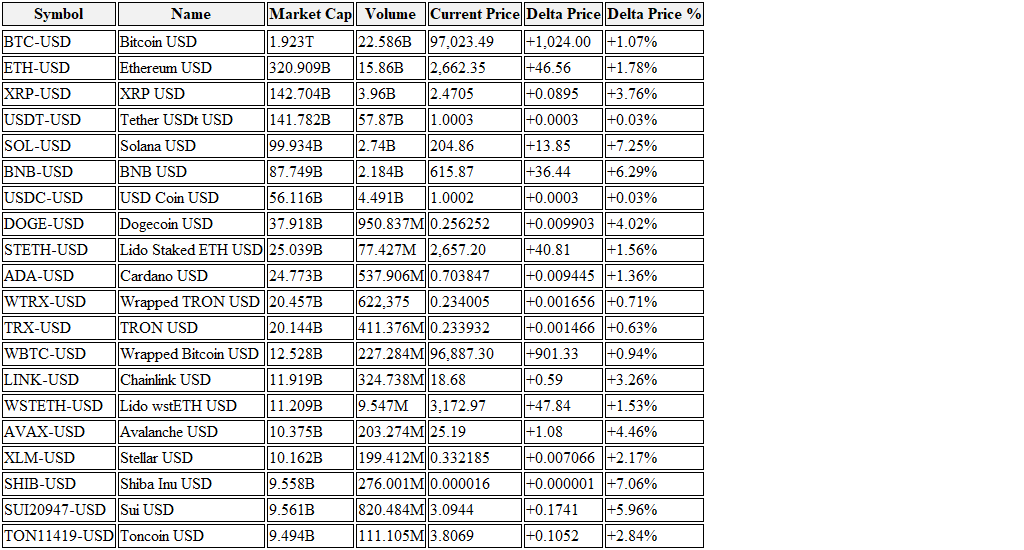 Symbol Name Market Cap Volume Current Price Delta Price Delta Price %
BTC-USD Bitcoin USD 1.923T 22.586B 97,023.49 +1,024.00 +1.07%
ETH-USD Ethereum USD 320.909B 15.86B 2,662.35 +46.56 +1.78%
XRP-USD XRP USD 142.704B 3.96B 2.4705 +0.0895 +3.76%
USDT-USD Tether USDt USD 141.782B 57.87B 1.0003 +0.0003 +0.03%
SOL-USD Solana USD 99.934B 2.74B 204.86 +13.85 +7.25%
BNB-USD BNB USD 87.749B 2.184B 615.87 +36.44 +6.29%
USDC-USD USD Coin USD 56.116B 4.491B 1.0002 +0.0003 +0.03%
DOGE-USD Dogecoin USD 37.918B 950.837M 0.256252 +0.009903 +4.02%
STETH-USD Lido Staked ETH USD 25.039B 77.427M 2,657.20 +40.81 +1.56%
ADA-USD Cardano USD 24.773B 537.906M 0.703847 +0.009445 +1.36%
WTRX-USD Wrapped TRON USD 20.457B 622,375 0.234005 +0.001656 +0.71%
TRX-USD TRON USD 20.144B 411.376M 0.233932 +0.001466 +0.63%
WBTC-USD Wrapped Bitcoin USD 12.528B 227.284M 96,887.30 +901.33 +0.94%
LINK-USD Chainlink USD 11.919B 324.738M 18.68 +0.59 +3.26%
WSTETH-USD Lido wstETH USD 11.209B 9.547M 3,172.97 +47.84 +1.53%
AVAX-USD Avalanche USD 10.375B 203.274M 25.19 +1.08 +4.46%
XLM-USD Stellar USD 10.162B 199.412M 0.332185 +0.007066 +2.17%
SHIB-USD Shiba Inu USD 9.558B 276.001M 0.000016 +0.000001 +7.06%
SUI20947-USD Sui USD 9.561B 820.484M 3.0944 +0.1741 +5.96%
TON11419-USD Toncoin USD 9.494B 111.105M 3.8069 +0.1052 +2.84%